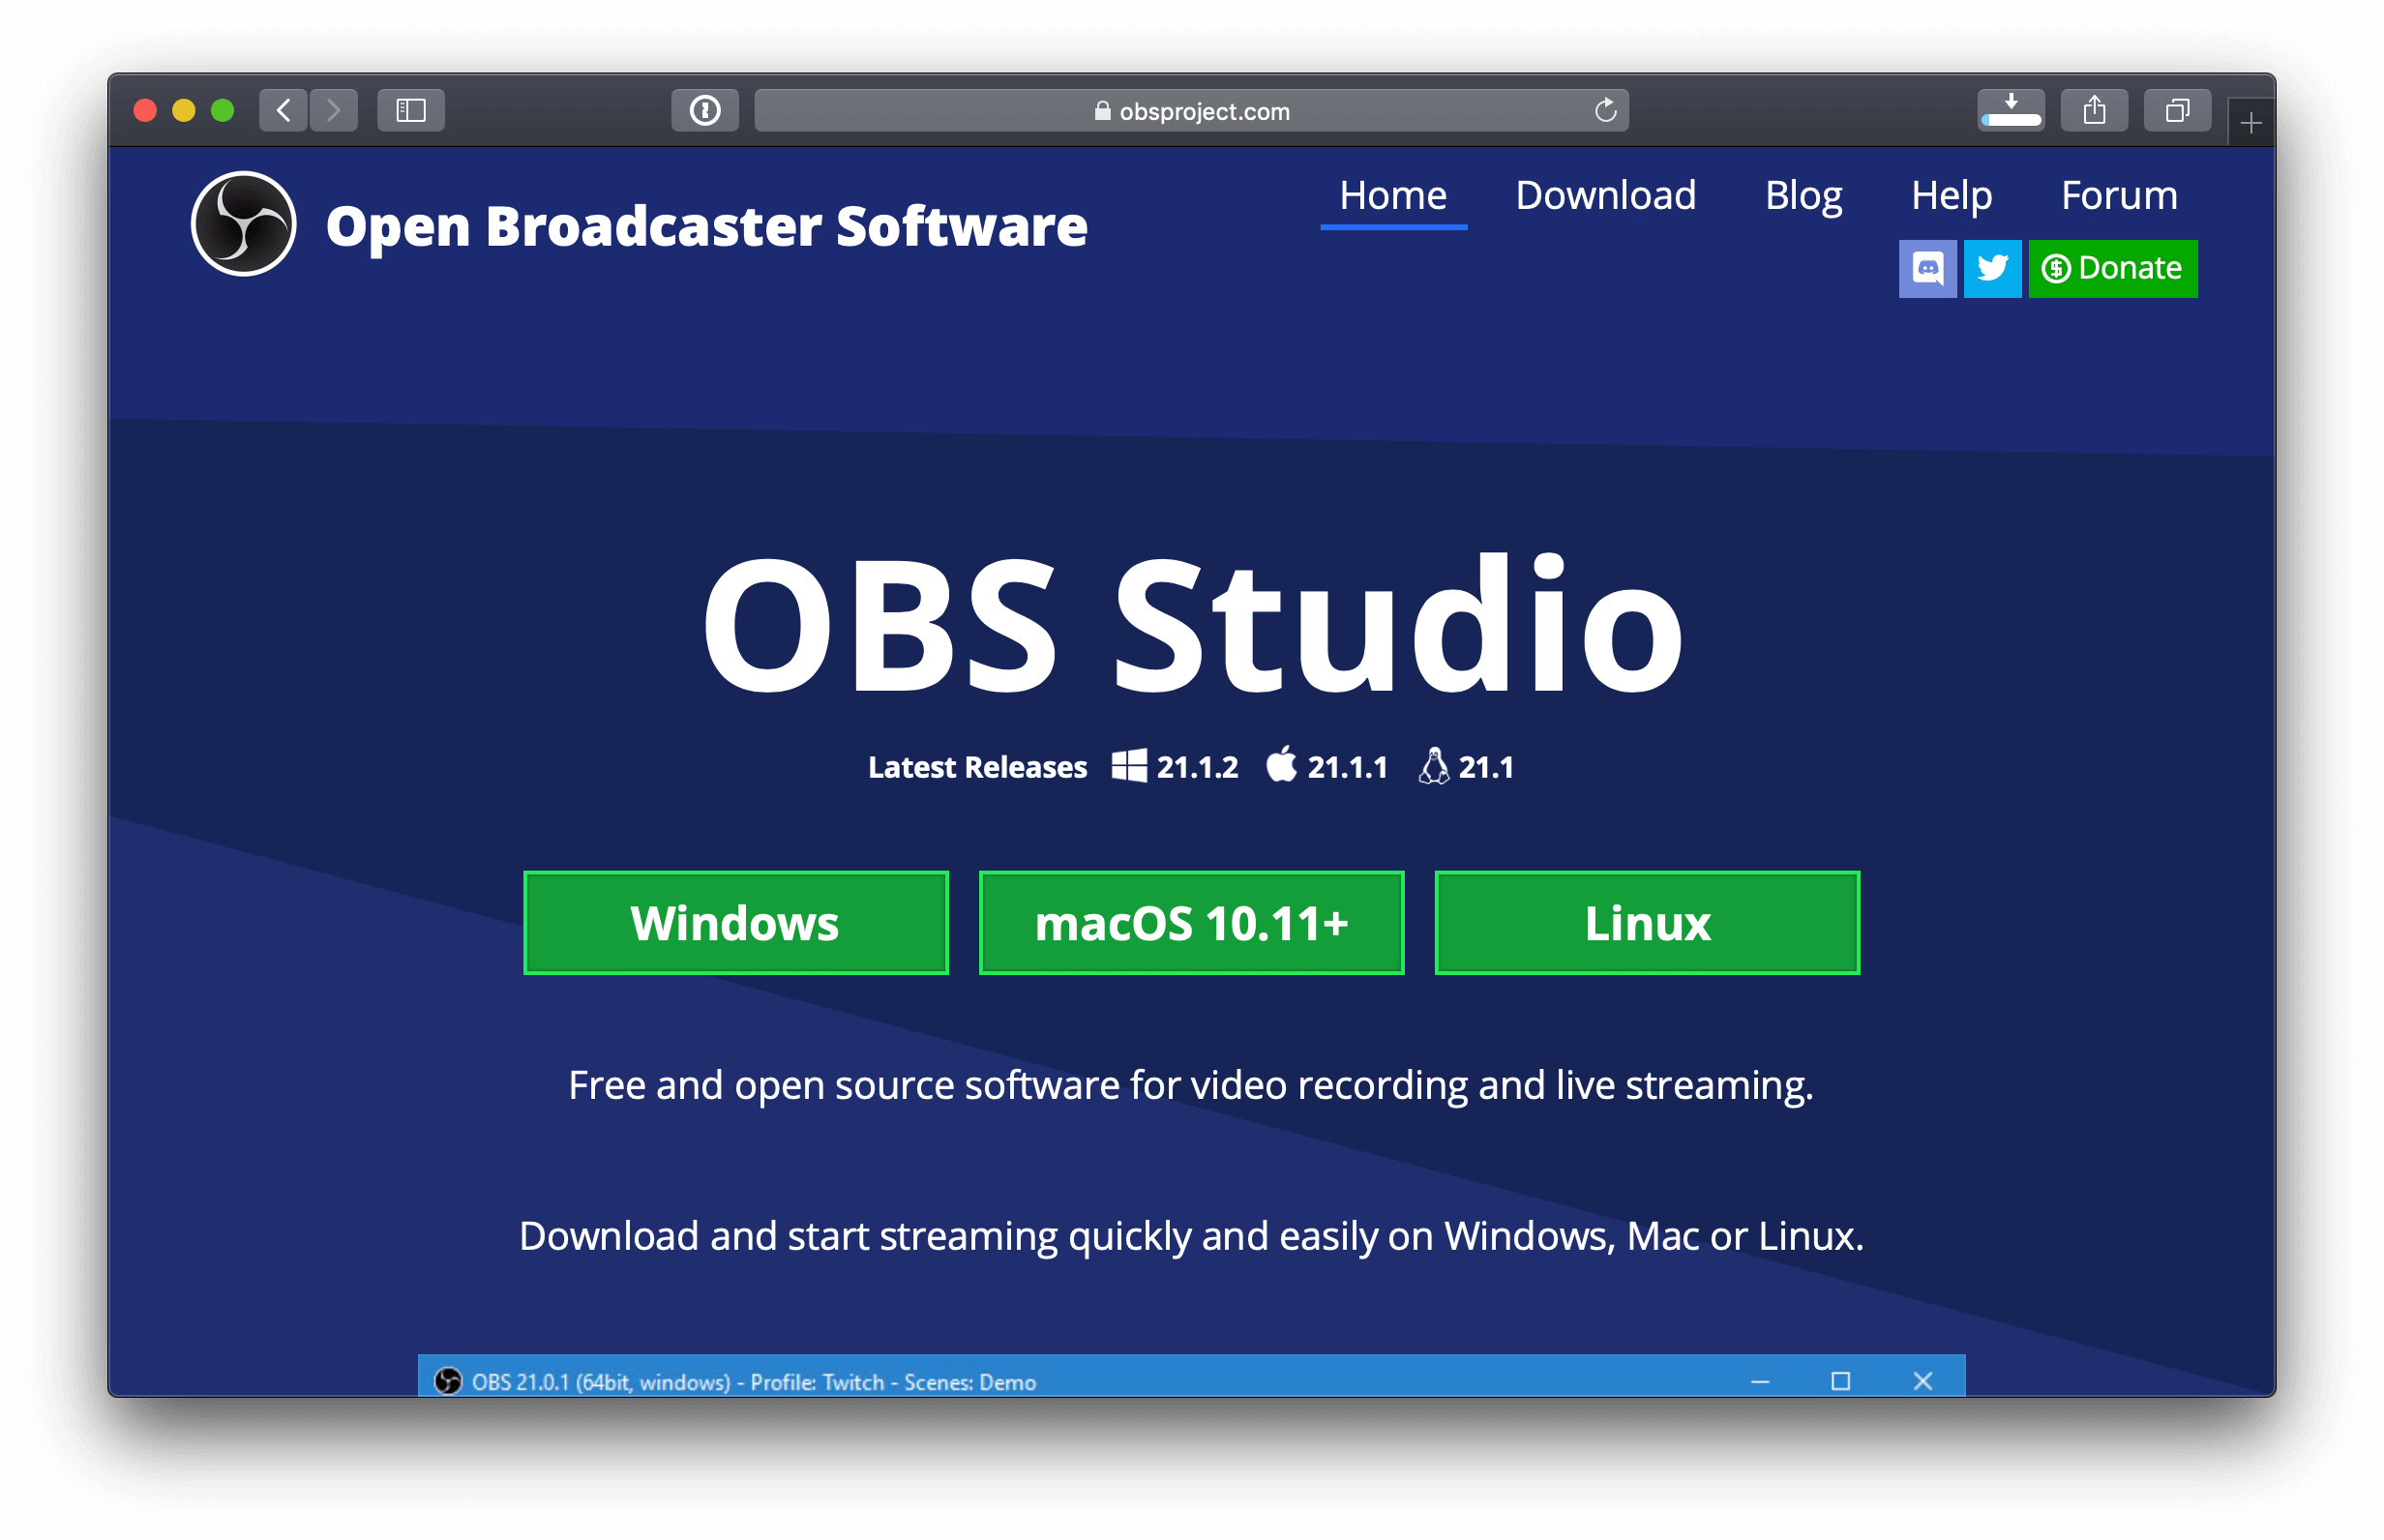 obsproject.com
Open Broadcaster Software
Home Download Blog Help Forum
Donate
OBS Studio
Latest Releases 21.1.2 21.1.1 21.1
Windows macOS 10.11+ Linux
Free and open source software for video recording and live streaming.
Download and start streaming quickly and easily on Windows, Mac or Linux.
OBS 21.0.1 (64bit, windows) - Profile: Twitch - Scenes: Demo